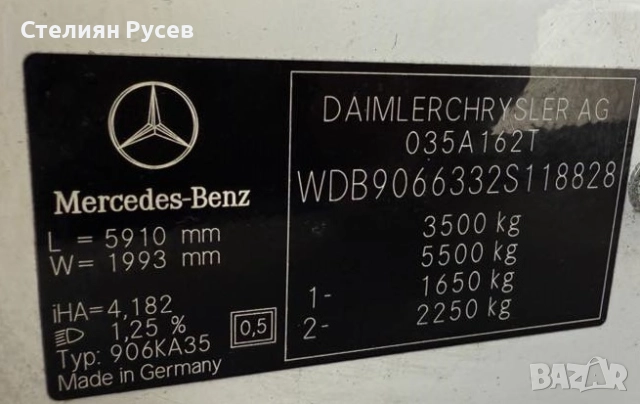 Стелиян Русев
Mercedes-Benz
L = 5910 mm
W = 1993 mm
iHA=4,182
1,25 %
0,5
Typ: 906KA35
Made in Germany
DAIMLERCHRYSLER AG
035A162T
WDB9066332S118828
3500 kg
5500 kg
1- 1650 kg
2- 2250 kg
BAZAR